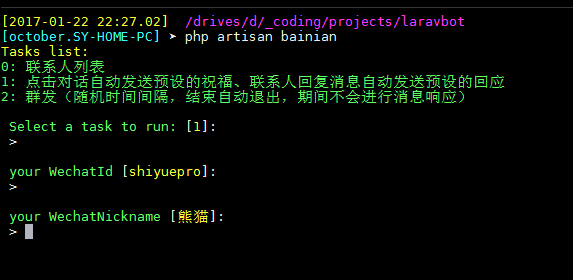 [2017-01-22 22:27.02] /drives/d/_coding/projects/laravbot
[october.SY-HOME-PC] ➤ php artisan bainian
Tasks list:
0: 联系人列表
1: 点击对话自动发送预设的祝福、联系人回复消息自动发送预设的回应
2: 群发（随机时间间隔，结束自动退出，期间不会进行消息响应）
Select a task to run: [1]:
>
your WechatId [shiyuepro]:
>
your WechatNickname [熊猫]:
>